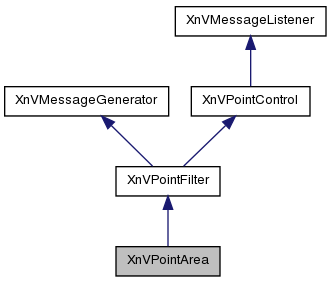 XnVMessageListener
XnVMessageGenerator
XnVPointControl
XnVPointFilter
XnVPointArea